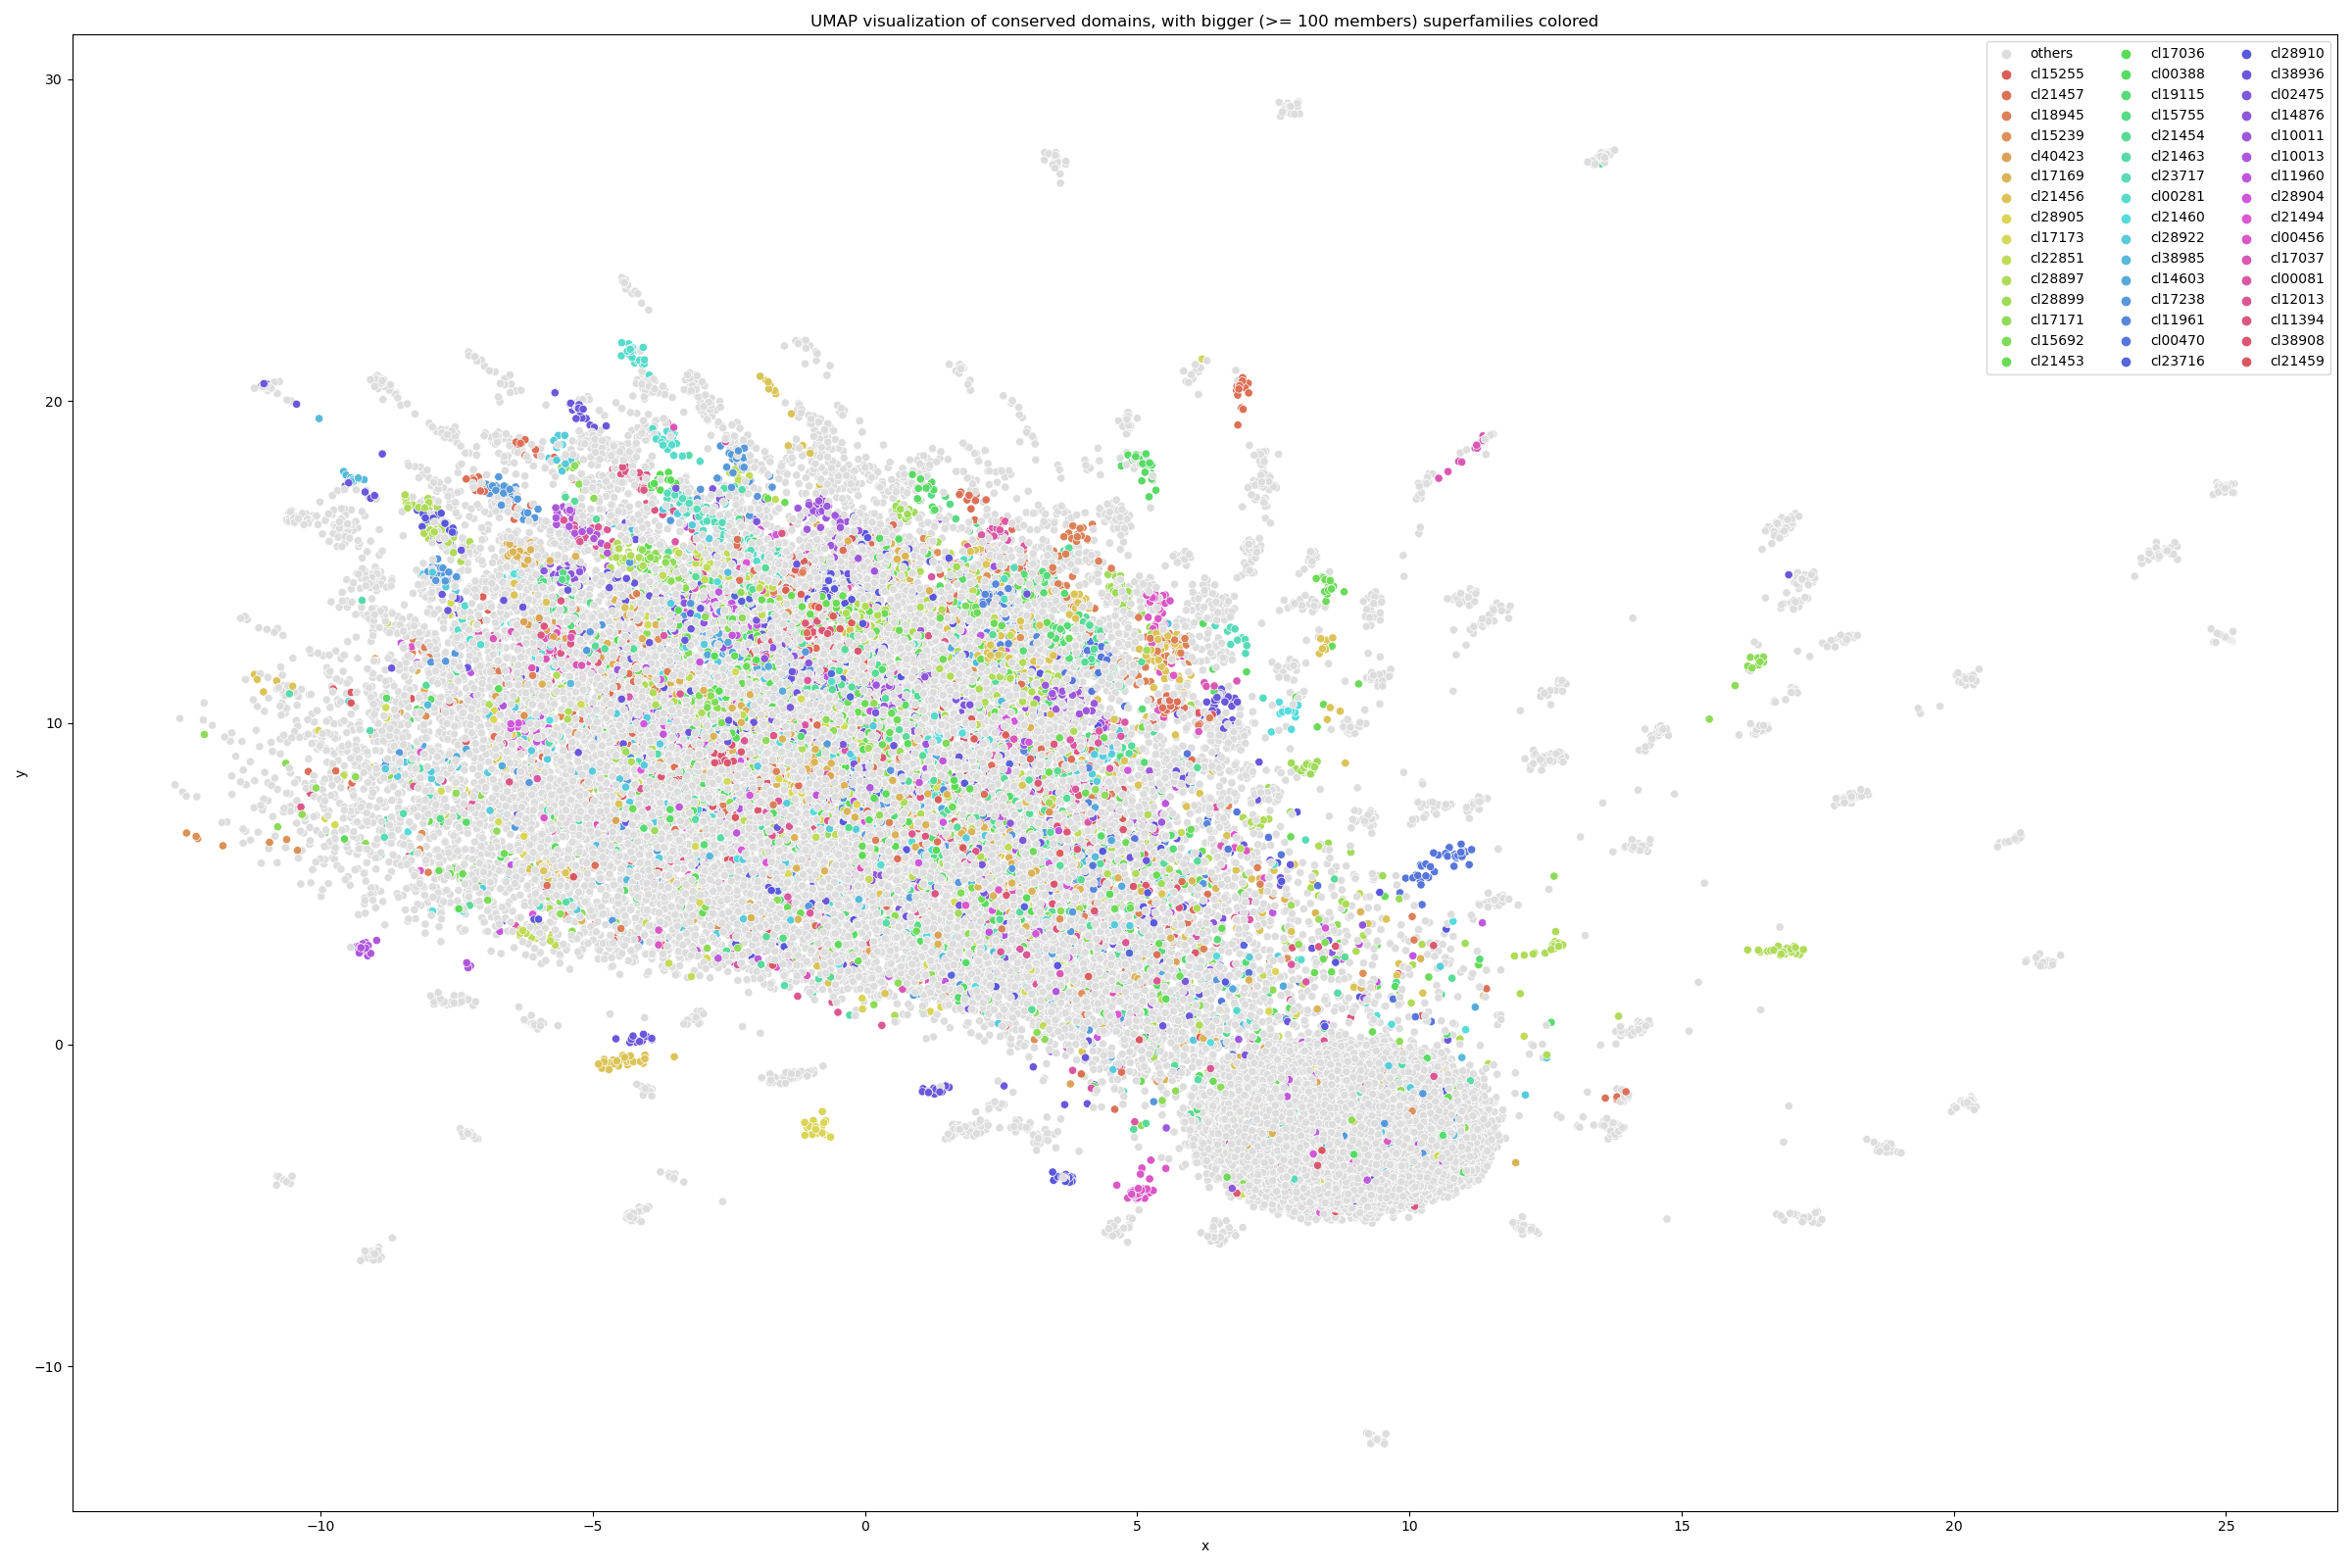 UMAP visualization of conserved domains, with bigger (>= 100 members) superfamilies colored
others
cl15255
cl21457
cl18945
cl15239
cl40423
cl17169
cl21456
cl28905
cl17173
cl22851
cl28897
cl28899
cl17171
cl15692
cl21453
cl17036
cl00388
cl19115
cl15755
cl21454
cl21463
cl23717
cl00281
cl21460
cl28922
cl38985
cl14603
cl17238
cl11961
cl00470
cl23716
cl28910
cl38936
cl02475
cl14876
cl10011
cl10013
cl11960
cl28904
cl21494
cl00456
cl17037
cl00081
cl12013
cl11394
cl38908
cl21459
30
20
10
0
−10
y
−10
−5
0
5
10
15
20
25
x